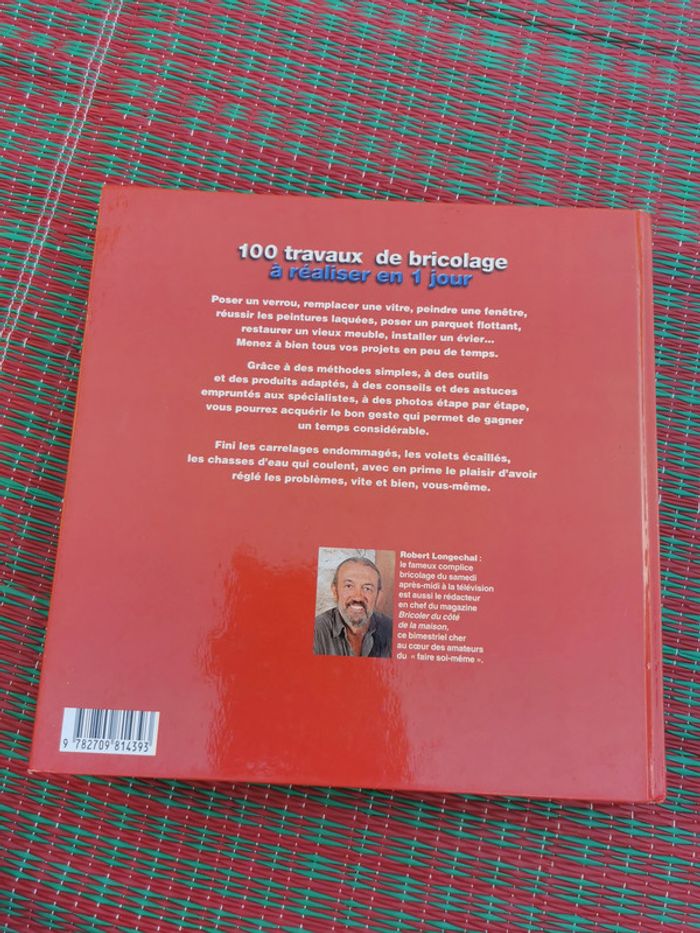 100 travaux de bricolage
à réaliser en 1 jour
Poser un verrou, remplacer une vitre, peindre une fenêtre,
réussir les peintures laquées, poser un parquet flottant,
restaurer un vieux meuble, installer un évier...
Menez à bien tous vos projets en peu de temps.
Grâce à des méthodes simples, à des outils
et des produits adaptés, à des conseils et des astuces
empruntés aux spécialistes, à des photos étape par étape,
vous pourrez acquérir le bon geste qui permet de gagner
un temps considérable.
Fini les carrelages endommagés, les volets écaillés,
les chasses d'eau qui coulent, avec en prime le plaisir d'avoir
réglé les problèmes, vite et bien, vous-même.
Robert Longechal :
le fameux complice
bricolage du samedi
après-midi à la télévision
est aussi le rédacteur
en chef du magazine
Bricoler du côté
de la maison,
ce bimestriel cher
au cœur des amateurs
du « faire soi-même ».
9 782709 814393